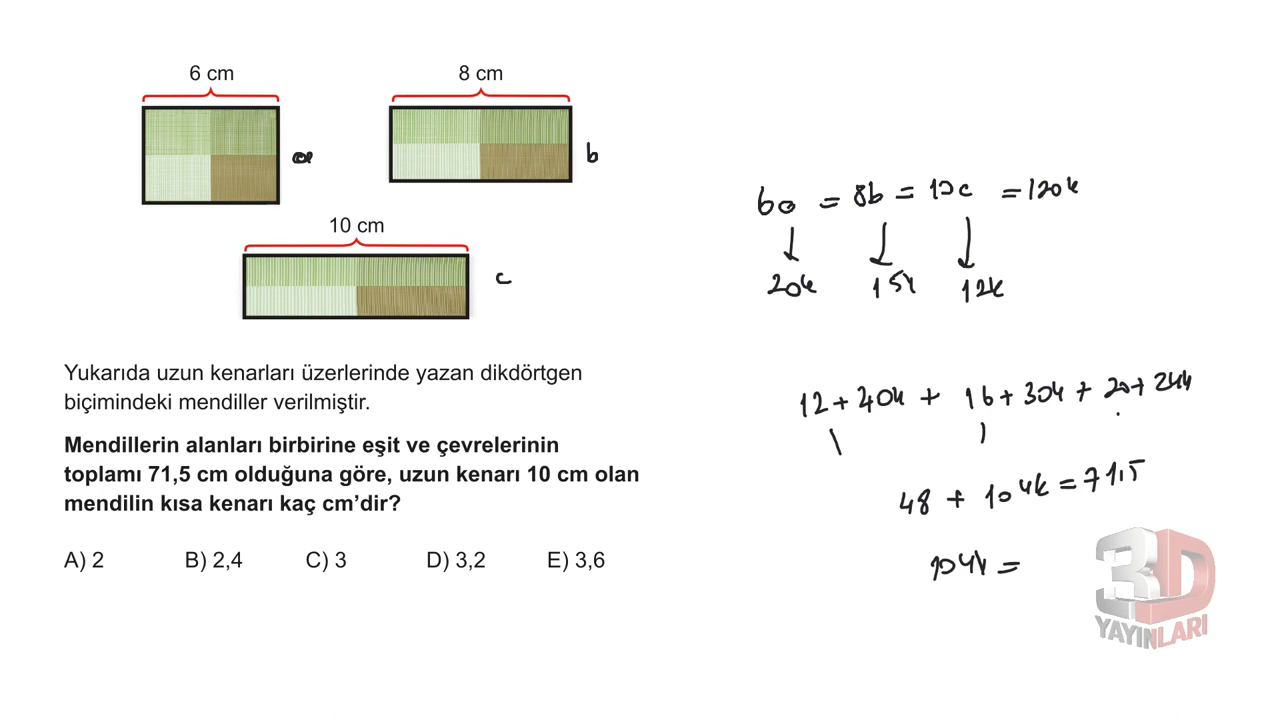 6 cm
8 cm
a
b
10 cm
c
Yukarıda uzun kenarları üzerlerinde yazan dikdörtgen
biçimindeki mendiller verilmiştir.
Mendillerin alanları birbirine eşit ve çevrelerinin
toplamı 71,5 cm olduğuna göre, uzun kenarı 10 cm olan
mendilin kısa kenarı kaç cm'dir?
A) 2 B) 2,4 C) 3 D) 3,2 E) 3,6
6a = 8b = 10c = 120k
20k 15k 12k
12 + 40k + 16 + 30k + 20 + 24k
48 + 104k = 71,5
104k =
3D
YAYINLARI